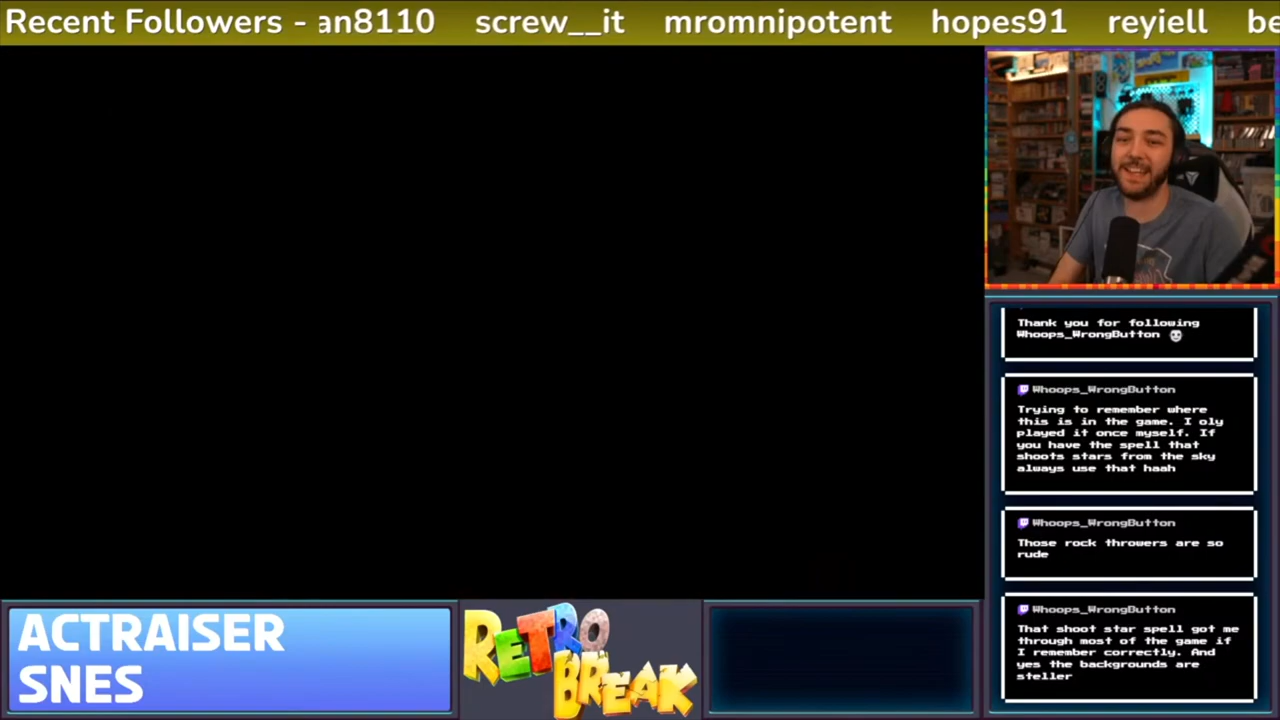 Recent Followers - an8110 screw__it mromnipotent hopes91 reyiell be
Thank you for following
Whoops_WrongButton
Whoops_WrongButton
Trying to remember where
this is in the game. I oly
played it once myself. If
you have the spell that
shoots stars from the sky
always use that haah
Whoops_WrongButton
Those rock throwers are so
rude
Whoops_WrongButton
That shoot star spell got me
through most of the game if
I remember correctly. And
yes the backgrounds are
steller
ACTRAISER
SNES
RETRO
BREAK